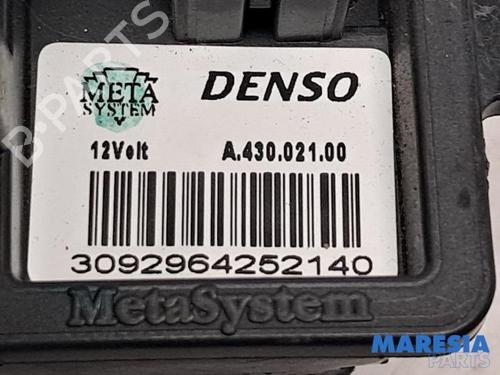 META
SYSTEM
DENSO
12Volt
A.430.021.00
3092964252140
MetaSystem
B-PARTS
MARESIA
PARTS